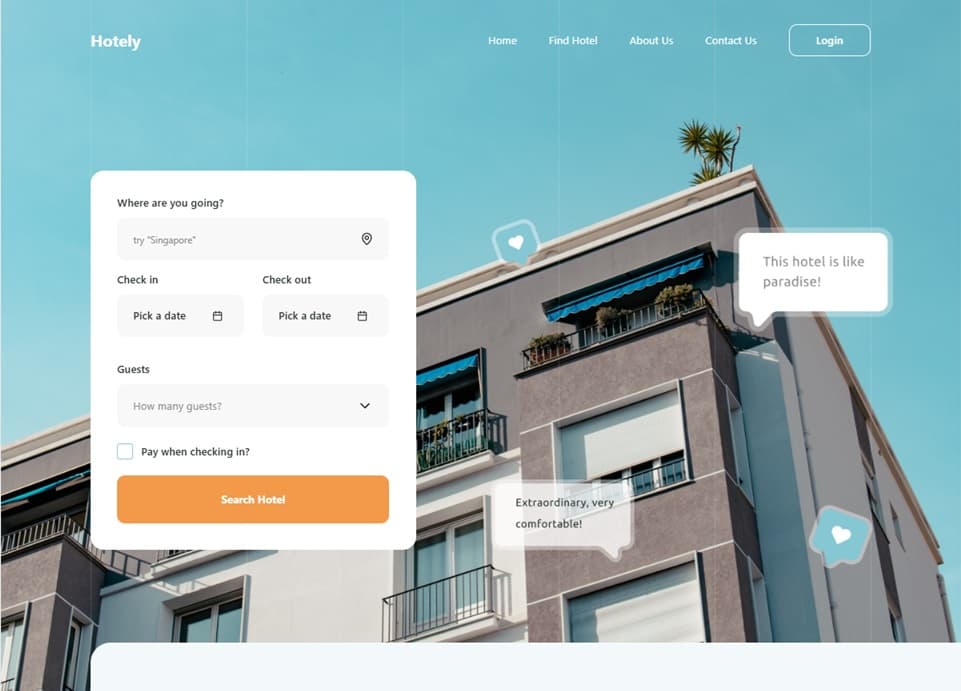 Hotely
Home
Find Hotel
About Us
Contact Us
Login
Where are you going?
try "Singapore"
Check in
Check out
Pick a date
Pick a date
Guests
How many guests?
Pay when checking in?
Search Hotel
This hotel is like
paradise!
Extraordinary, very
comfortable!